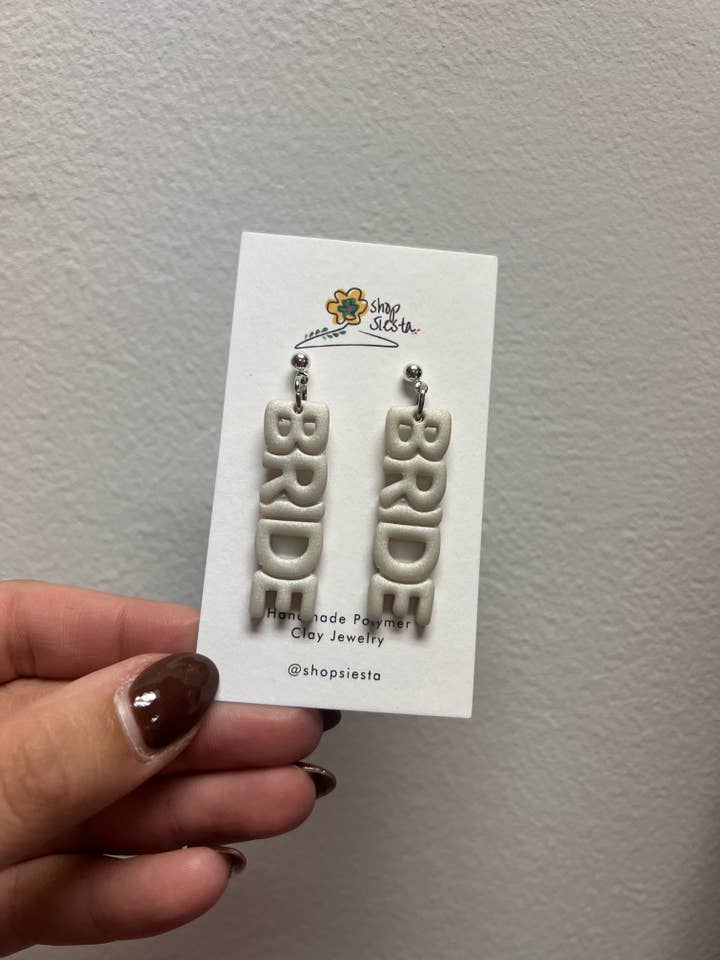 shop
siesta
BRIDE
BRIDE
Handmade Polymer
Clay Jewelry
@shopsiesta